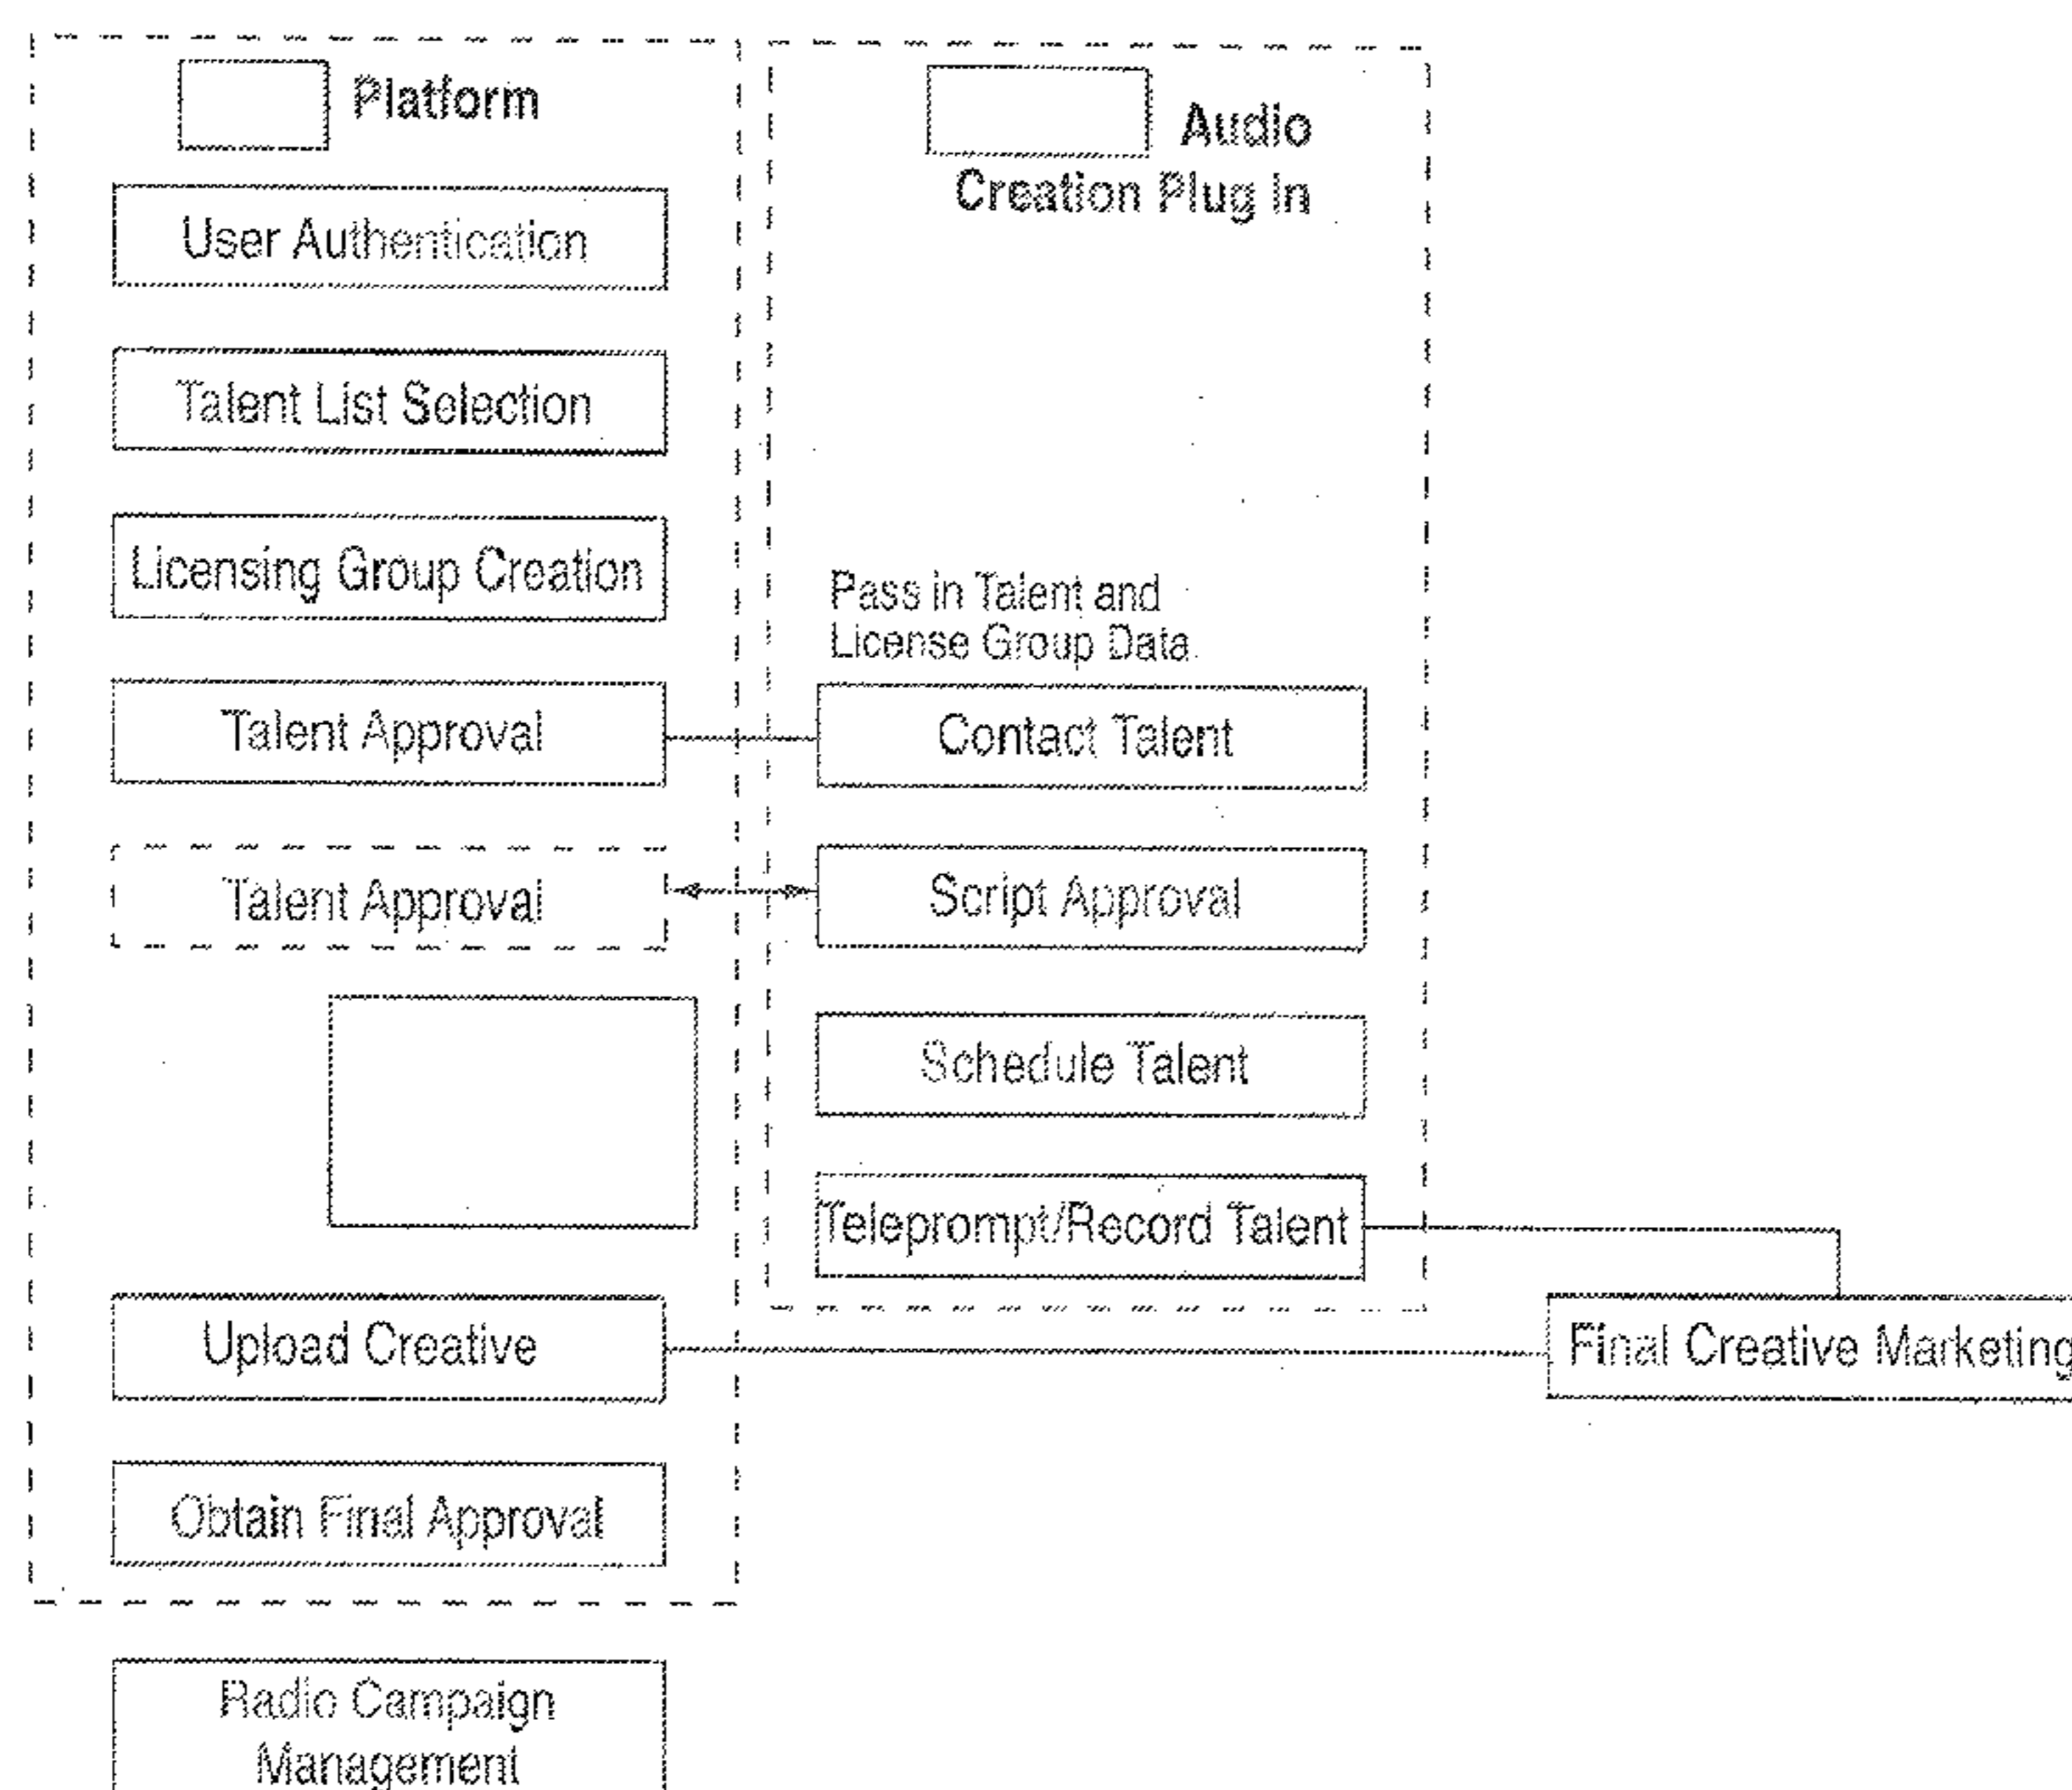 Platform
User Authentication
Talent List Selection
Licensing Group Creation
Talent Approval
Talent Approval
Upload Creative
Obtain Final Approval
Radio Campaign
Management
Audio
Creation Plug In
Pass in Talent and
License Group Data
Contact Talent
Script Approval
Schedule Talent
Teleprompt/Record Talent
Final Creative Marketing